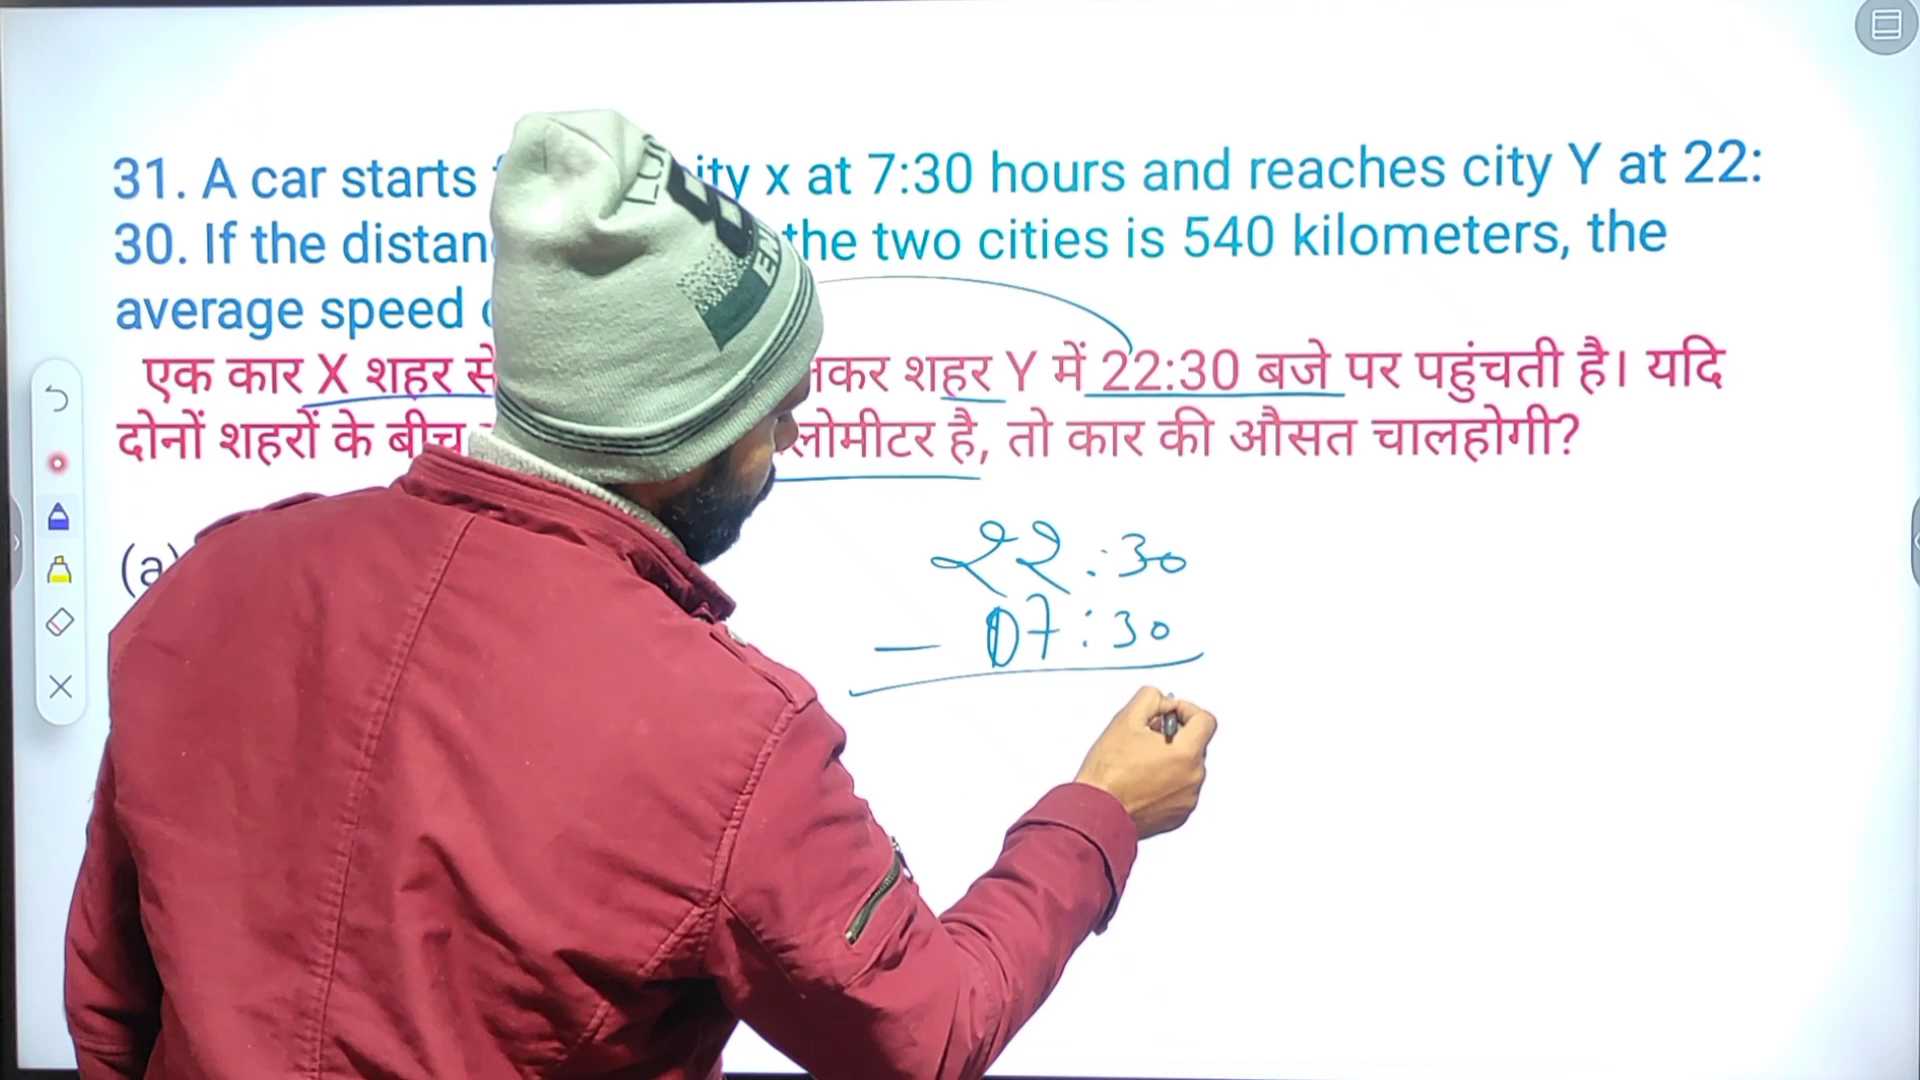 31. A car starts ity x at 7:30 hours and reaches city Y at 22:
30. If the distan the two cities is 540 kilometers, the
average speed
एक कार X शहर से कर शहर Y में 22:30 बजे पर पहुंचती है। यदि
दोनों शहरों के बीच लोमीटर है, तो कार की औसत चालहोगी?
(a)
22:30
- 07:30